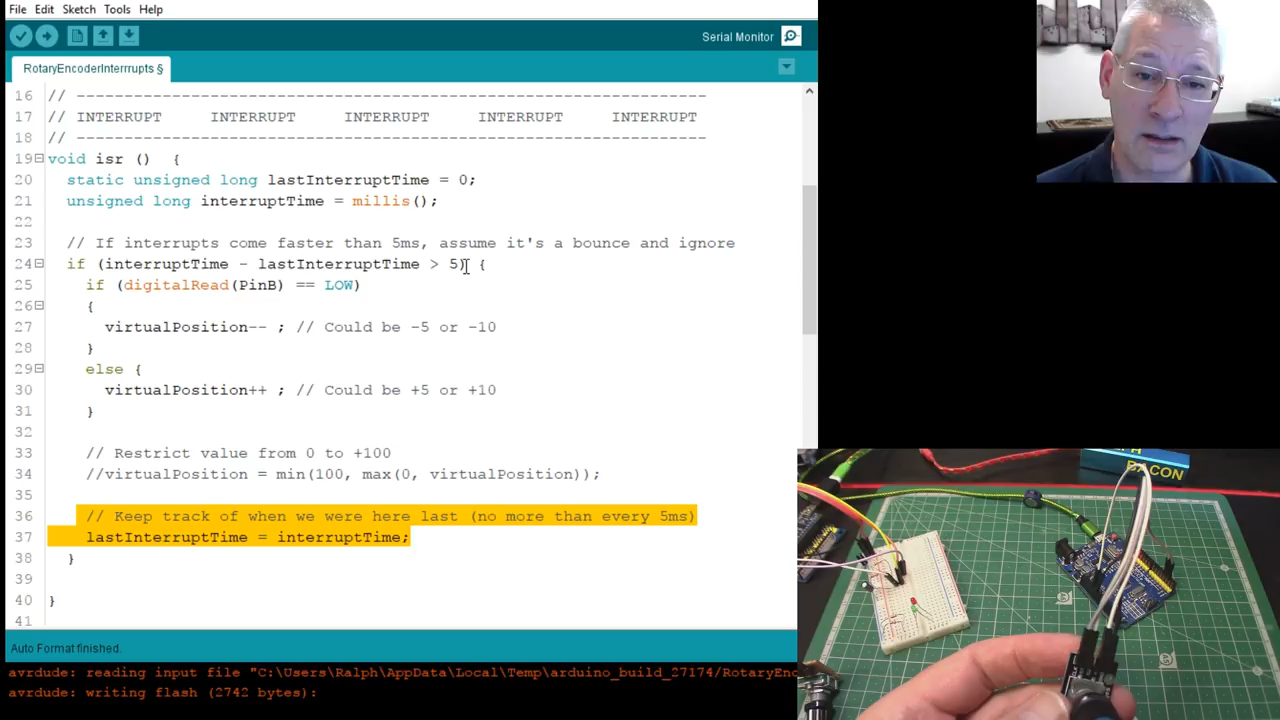 File Edit Sketch Tools Help
Serial Monitor
RotaryEncoderInterrrupts §
16 // ------------------------------------------------------------------
17 // INTERRUPT INTERRUPT INTERRUPT INTERRUPT INTERRUPT
18 // ------------------------------------------------------------------
19 void isr () {
20 static unsigned long lastInterruptTime = 0;
21 unsigned long interruptTime = millis();
22
23 // If interrupts come faster than 5ms, assume it's a bounce and ignore
24 if (interruptTime - lastInterruptTime > 5) {
25 if (digitalRead(PinB) == LOW)
26 {
27 virtualPosition-- ; // Could be -5 or -10
28 }
29 else {
30 virtualPosition++ ; // Could be +5 or +10
31 }
32
33 // Restrict value from 0 to +100
34 //virtualPosition = min(100, max(0, virtualPosition));
35
36 // Keep track of when we were here last (no more than every 5ms)
37 lastInterruptTime = interruptTime;
38 }
39
40 }
41
Auto Format finished.
avrdude: reading input file "C:\Users\Ralph\AppData\Local\Temp\arduino_build_27174/RotaryEnc
avrdude: writing flash (2742 bytes):
BACON